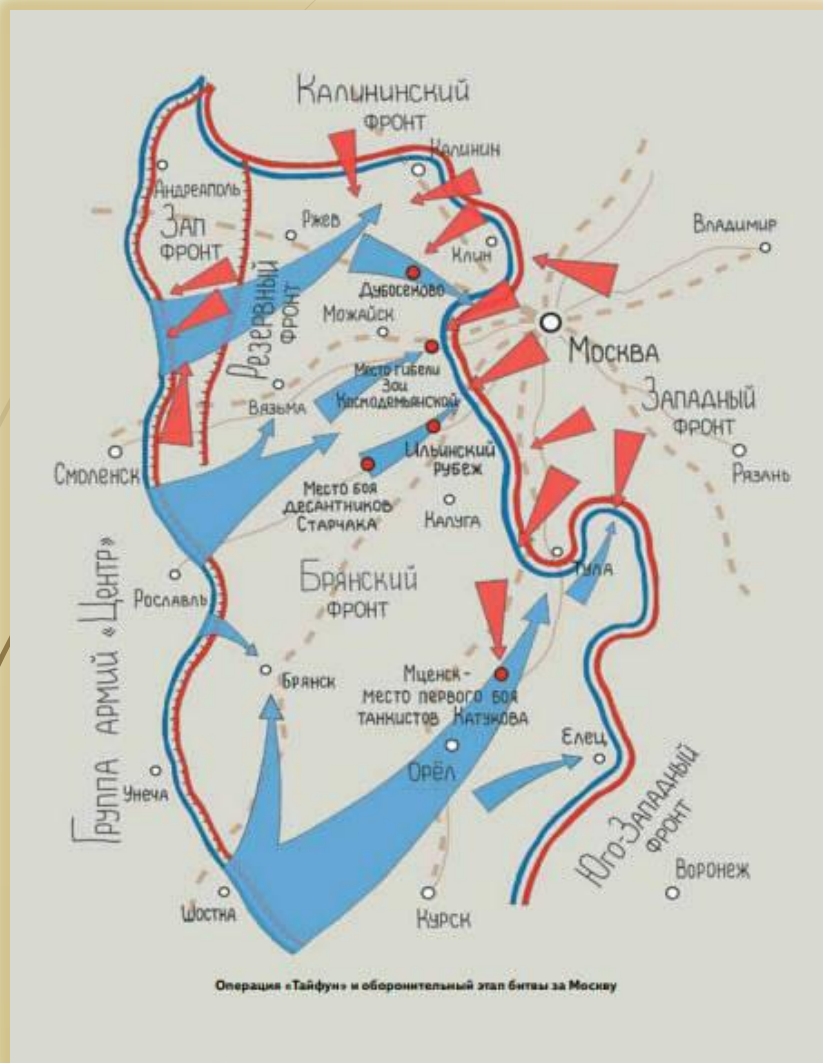 Калининский
фронт
Калинин
Андреаполь
Зап
фронт
Ржев
Клин
Владимир
Резервный
фронт
Дубосеково
Можайск
Москва
Место гибели
Зои
Космодемьянской
Вязьма
Западный
фронт
Смоленск
Ильинский
рубеж
Рязань
Место боя
десантников
Старчака
Калуга
Группа армий «Центр»
Брянский
фронт
Тула
Рославль
Брянск
Мценск-
место первого боя
танкистов Катукова
Елец
Орёл
Унеча
Юго-Западный
фронт
Воронеж
Шостка
Курск
Операция «Тайфун» и оборонительный этап битвы за Москву